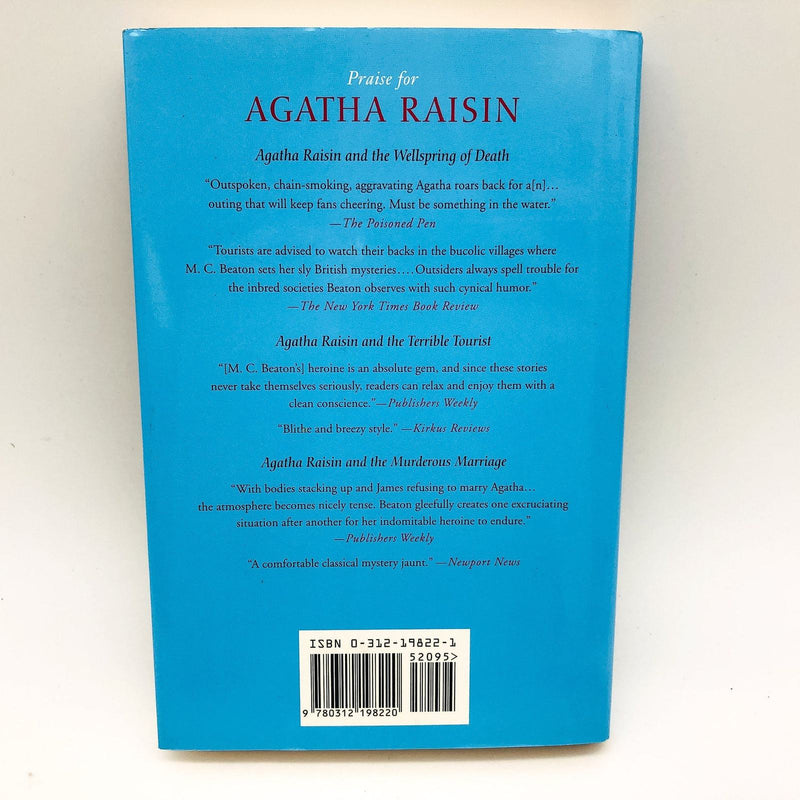 Praise for
AGATHA RAISIN
Agatha Raisin and the Wellspring of Death
“Outspoken, chain-smoking, aggravating Agatha roars back for a[n]…
outing that will keep fans cheering. Must be something in the water.”
—The Poisoned Pen
“Tourists are advised to watch their backs in the bucolic villages where
M. C. Beaton sets her sly British mysteries….Outsiders always spell trouble for
the inbred societies Beaton observes with such cynical humor.”
—The New York Times Book Review
Agatha Raisin and the Terrible Tourist
“[M. C. Beaton's] heroine is an absolute gem, and since these stories
never take themselves seriously, readers can relax and enjoy them with a
clean conscience.”—Publishers Weekly
“Blithe and breezy style.” —Kirkus Reviews
Agatha Raisin and the Murderous Marriage
“With bodies stacking up and James refusing to marry Agatha…
the atmosphere becomes nicely tense. Beaton gleefully creates one excruciating
situation after another for her indomitable heroine to endure.”
—Publishers Weekly
“A comfortable classical mystery jaunt.” —Newport News
ISBN 0-312-19822-1
52095>
9 780312 198220